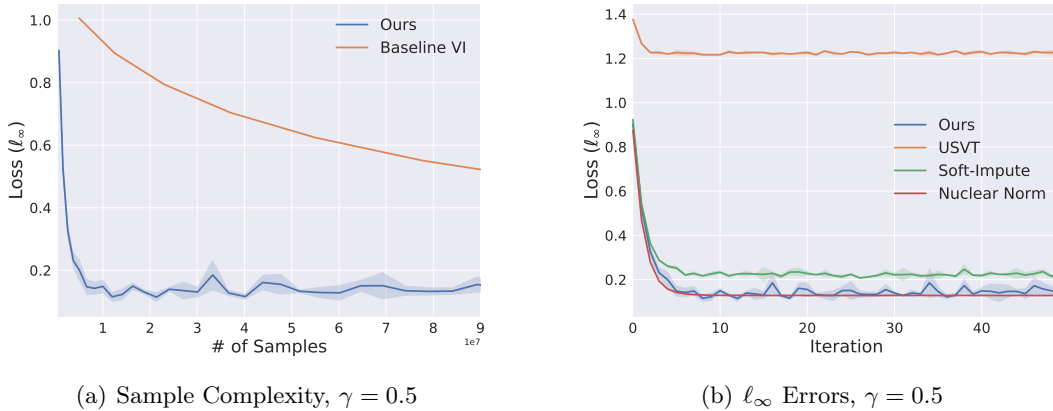 Loss (ℓ∞)
1.0
0.8
0.6
0.4
0.2
Ours
Baseline VI
1 2 3 4 5 6 7 8 9
1e7
# of Samples
(a) Sample Complexity, γ = 0.5
Loss (ℓ∞)
1.4
1.2
1.0
0.8
0.6
0.4
0.2
Ours
USVT
Soft-Impute
Nuclear Norm
0 10 20 30 40
Iteration
(b) ℓ∞ Errors, γ = 0.5